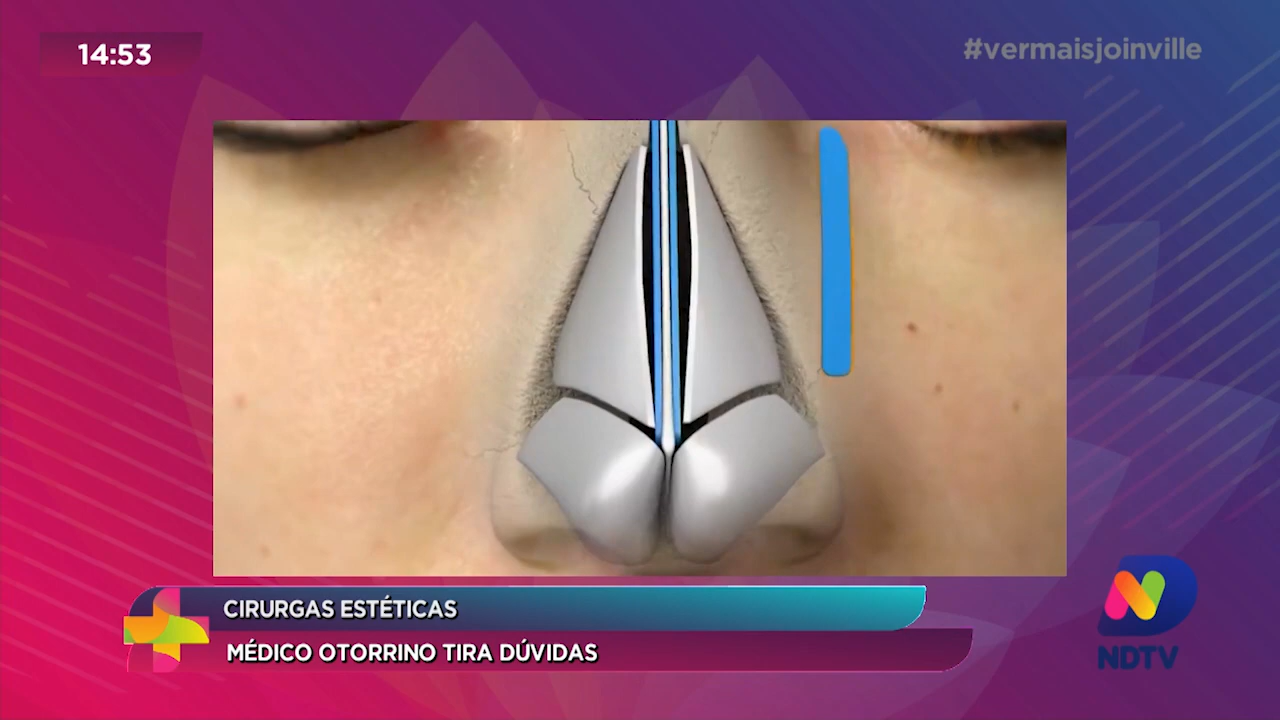 14:53
#vermaisjoinville
CIRURGAS ESTÉTICAS
MÉDICO OTORRINO TIRA DÚVIDAS
NDTV